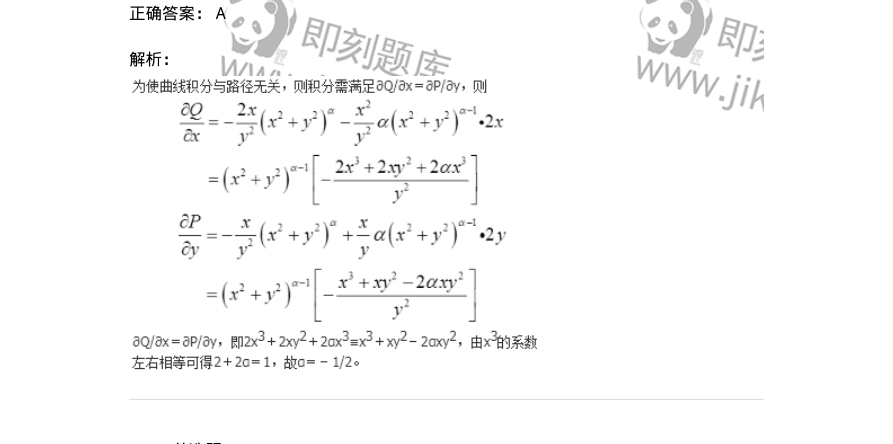 正确答案： A
即刻题库
即
www.jik
WWW
解析：
为使曲线积分与路径无关，则积分需满足∂Q/∂x＝∂P/∂y，则
∂Q/∂x = −(2x/y²)(x² + y²)^α − (x²/y²)α(x² + y²)^(α−1)•2x
= (x² + y²)^(α−1)[−(2x³ + 2xy² + 2αx³)/y²]
∂P/∂y = −(x/y²)(x² + y²)^α + (x/y)α(x² + y²)^(α−1)•2y
= (x² + y²)^(α−1)[−(x³ + xy² − 2αxy²)/y²]
∂Q/∂x＝∂P/∂y，即2x³＋2xy²＋2αx³≡x³＋xy²－2αxy²，由x³的系数
左右相等可得2＋2α＝1，故α＝－1/2。